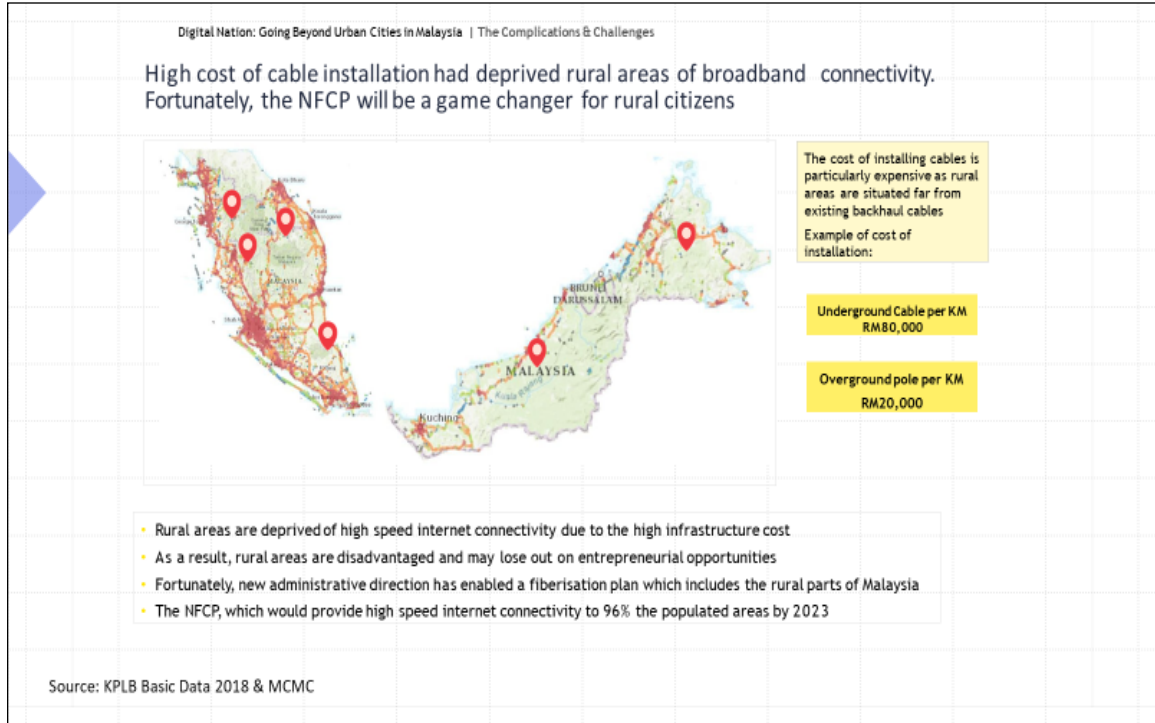 Digital Nation: Going Beyond Urban Cities in Malaysia | The Complications & Challenges
High cost of cable installation had deprived rural areas of broadband connectivity.
Fortunately, the NFCP will be a game changer for rural citizens
MALAYSIA
BRUNEI
DARUSSALAM
MALAYSIA
Kuching
The cost of installing cables is
particularly expensive as rural
areas are situated far from
existing backhaul cables
Example of cost of
installation:
Underground Cable per KM
RM80,000
Overground pole per KM
RM20,000
• Rural areas are deprived of high speed internet connectivity due to the high infrastructure cost
• As a result, rural areas are disadvantaged and may lose out on entrepreneurial opportunities
• Fortunately, new administrative direction has enabled a fiberisation plan which includes the rural parts of Malaysia
• The NFCP, which would provide high speed internet connectivity to 96% the populated areas by 2023
Source: KPLB Basic Data 2018 & MCMC